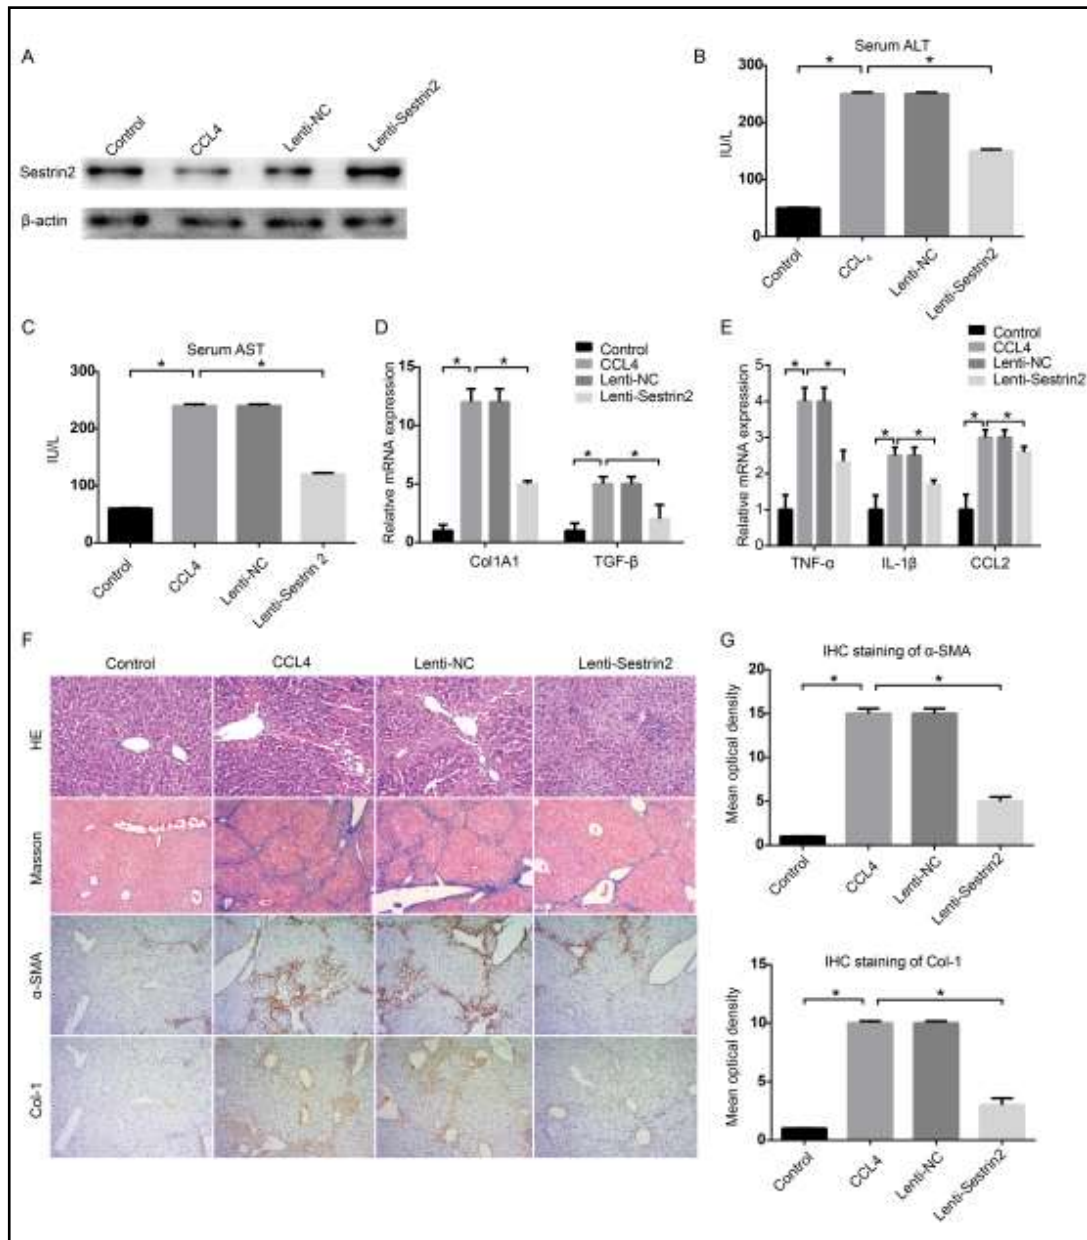 A
Control
CCL4
Lenti-NC
Lenti-Sestrin2
Sestrin2
β-actin
B
Serum ALT
*
*
IU/L
300
200
100
0
Control
CCL₄
Lenti-NC
Lenti-Sestrin2
C
Serum AST
*
*
IU/L
300
200
100
0
Control
CCL4
Lenti-NC
Lenti-Sestrin 2
D
Control
CCL4
Lenti-NC
Lenti-Sestrin2
*
*
*
*
Relative mRNA expression
15
10
5
0
Col1A1
TGF-β
E
Control
CCL4
Lenti-NC
Lenti-Sestrin2
*
*
*
*
*
*
Relative mRNA expression
5
4
3
2
1
0
TNF-α
IL-1β
CCL2
F
Control
CCL4
Lenti-NC
Lenti-Sestrin2
HE
Masson
α-SMA
Col-1
G
IHC staining of α-SMA
*
*
Mean optical density
20
15
10
5
0
Control
CCL4
Lenti-NC
Lenti-Sestrin2
IHC staining of Col-1
*
*
Mean optical density
15
10
5
0
Control
CCL4
Lenti-NC
Lenti-Sestrin2